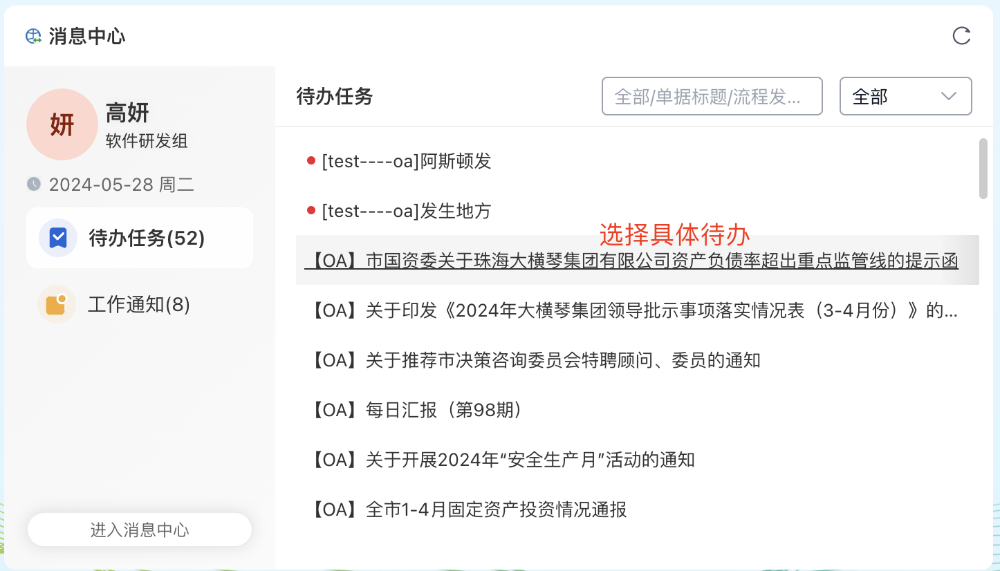 消息中心
妍
高妍
软件研发组
2024-05-28 周二
待办任务(52)
工作通知(8)
进入消息中心
待办任务
全部/单据标题/流程发...
全部
[test----oa]阿斯顿发
[test----oa]发生地方
选择具体待办
【OA】市国资委关于珠海大横琴集团有限公司资产负债率超出重点监管线的提示函
【OA】关于印发《2024年大横琴集团领导批示事项落实情况表（3-4月份）》的...
【OA】关于推荐市决策咨询委员会特聘顾问、委员的通知
【OA】每日汇报（第98期）
【OA】关于开展2024年“安全生产月”活动的通知
【OA】全市1-4月固定资产投资情况通报